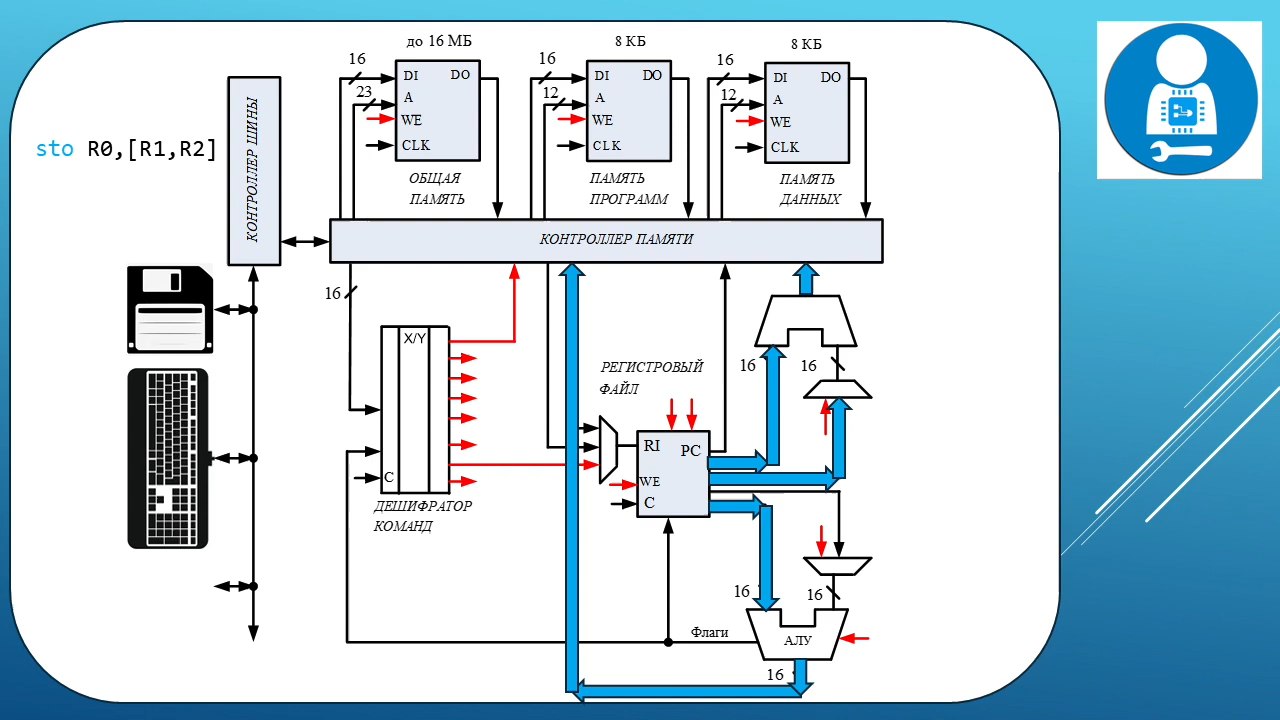 до 16 МБ
8 КБ
8 КБ
16
DI
DO
23
A
WE
CLK
ОБЩАЯ
ПАМЯТЬ
16
DI
DO
12
A
WE
CLK
ПАМЯТЬ
ПРОГРАММ
16
DI
DO
12
A
WE
CLK
ПАМЯТЬ
ДАННЫХ
sto R0,[R1,R2]
КОНТРОЛЛЕР ШИНЫ
КОНТРОЛЛЕР ПАМЯТИ
16
X/Y
C
ДЕШИФРАТОР
КОМАНД
РЕГИСТРОВЫЙ
ФАЙЛ
RI
PC
WE
C
16
16
16
16
Флаги
АЛУ
16